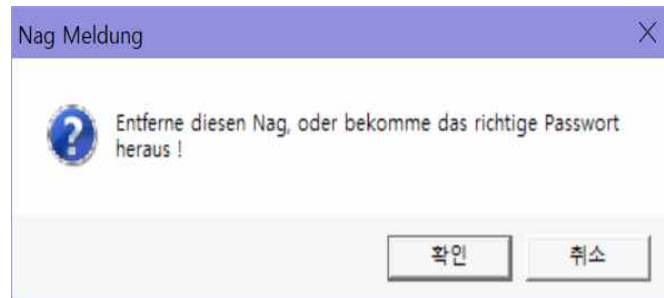 Nag Meldung
Entferne diesen Nag, oder bekomme das richtige Passwort
heraus !
확인 취소